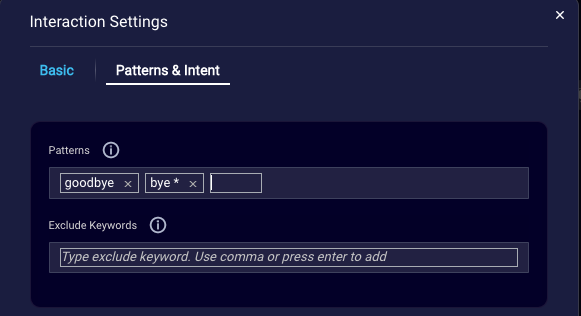 Interaction Settings
Basic
Patterns & Intent
Patterns
goodbye × bye * ×
Exclude Keywords
Type exclude keyword. Use comma or press enter to add